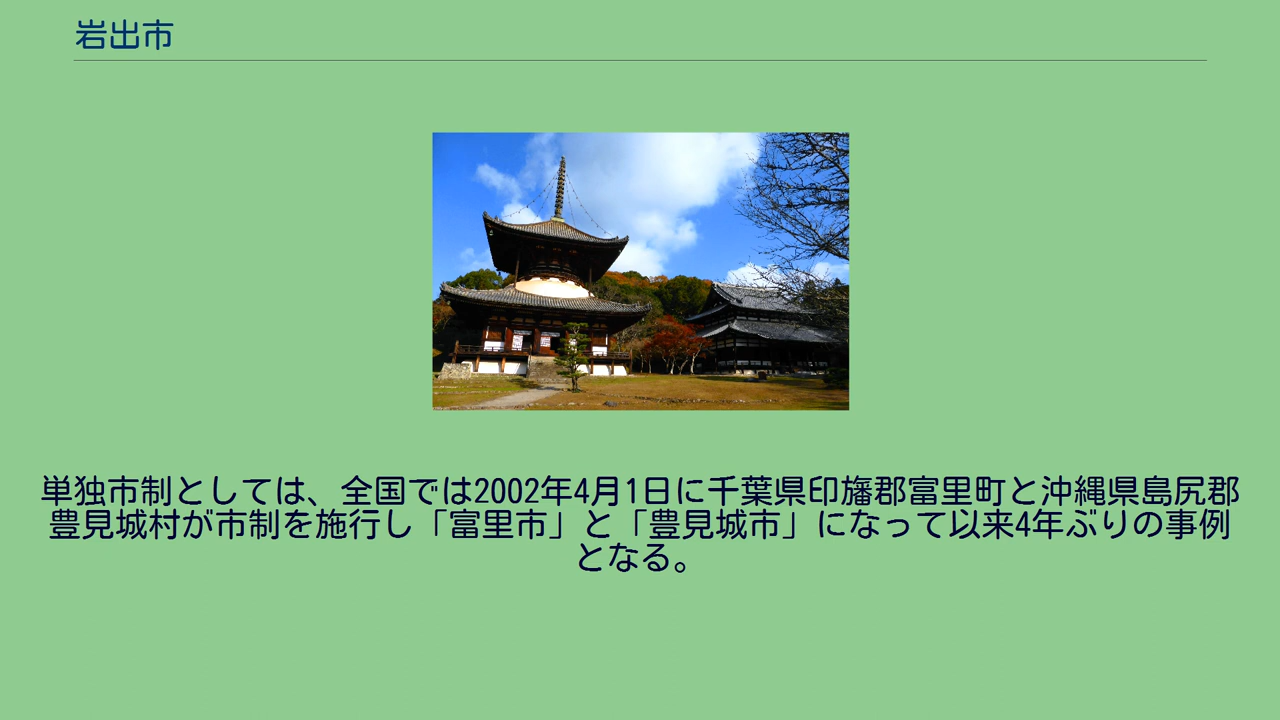 岩出市
単独市制としては、全国では2002年4月1日に千葉県印旛郡富里町と沖縄県島尻郡
豊見城村が市制を施行し「富里市」と「豊見城市」になって以来4年ぶりの事例
となる。